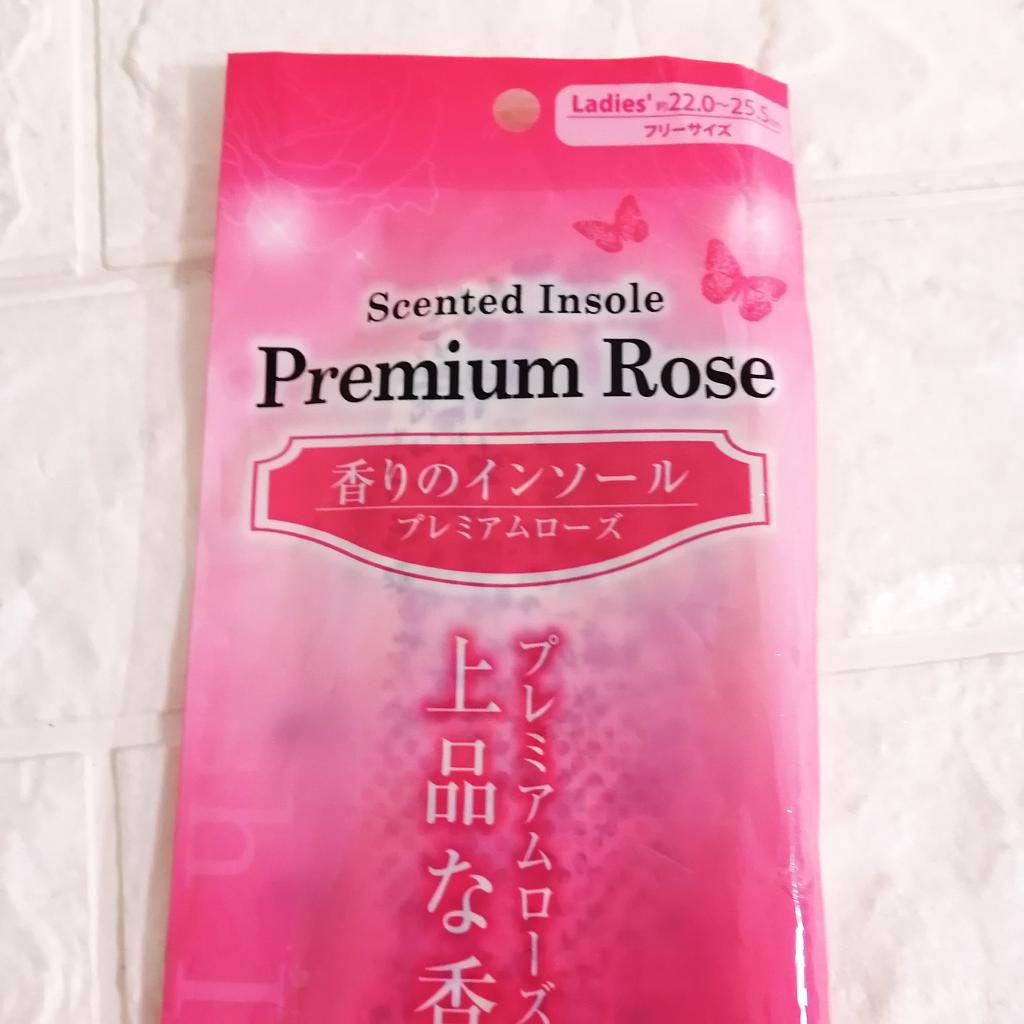 Ladies' 約22.0~25.5cm
フリーサイズ
Scented Insole
Premium Rose
香りのインソール
プレミアムローズ
プレミアムローズ
上品な香